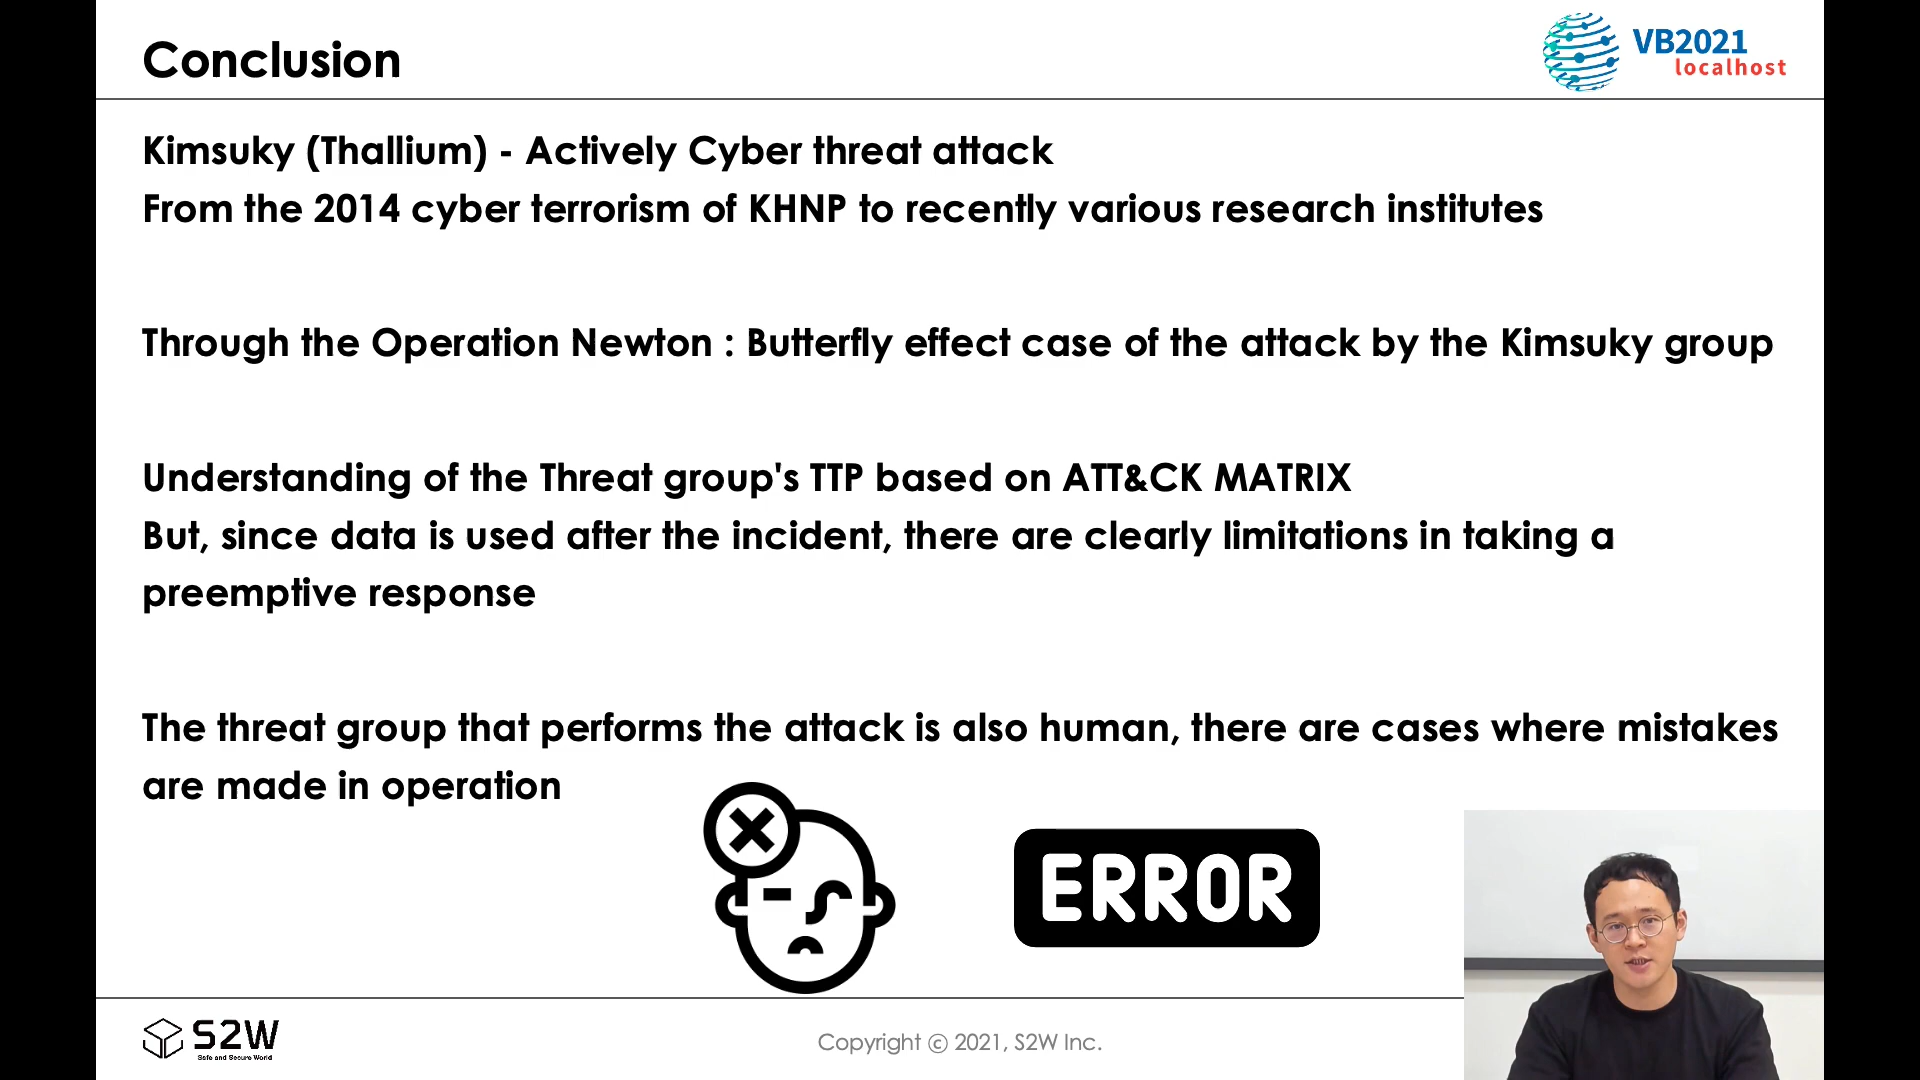 Conclusion
VB2021
localhost
Kimsuky (Thallium) - Actively Cyber threat attack
From the 2014 cyber terrorism of KHNP to recently various research institutes
Through the Operation Newton : Butterfly effect case of the attack by the Kimsuky group
Understanding of the Threat group's TTP based on ATT&CK MATRIX
But, since data is used after the incident, there are clearly limitations in taking a
preemptive response
The threat group that performs the attack is also human, there are cases where mistakes
are made in operation
ERROR
S2W
Safe and Secure World
Copyright © 2021, S2W Inc.